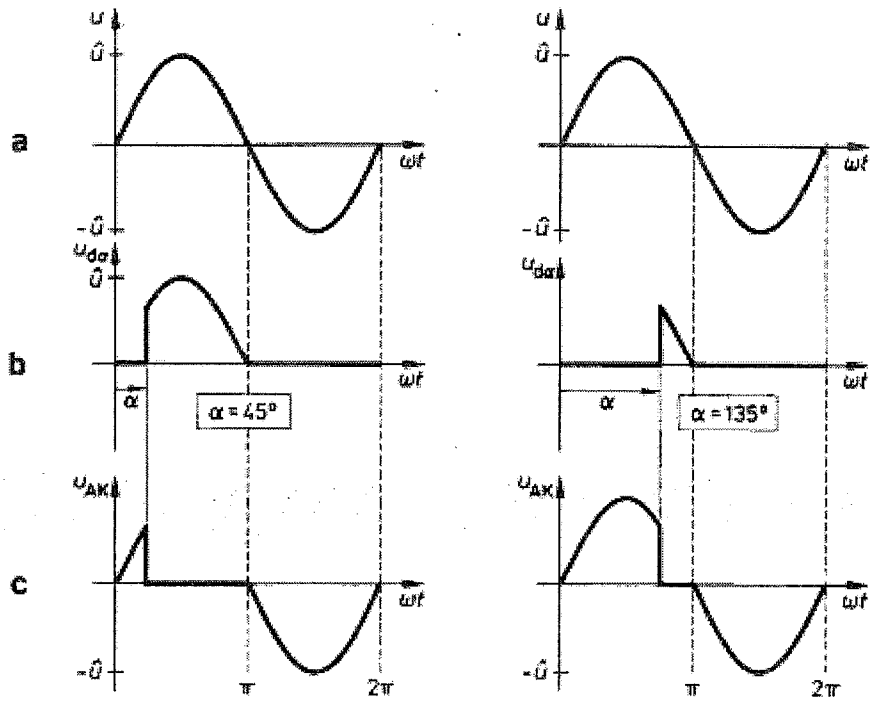 u u
û û
a
ωt ωt
-û -û
u_dα u_dα
û
b
ωt ωt
α α
α = 45° α = 135°
u_AK u_AK
c
ωt ωt
-û -û
π 2π π 2π